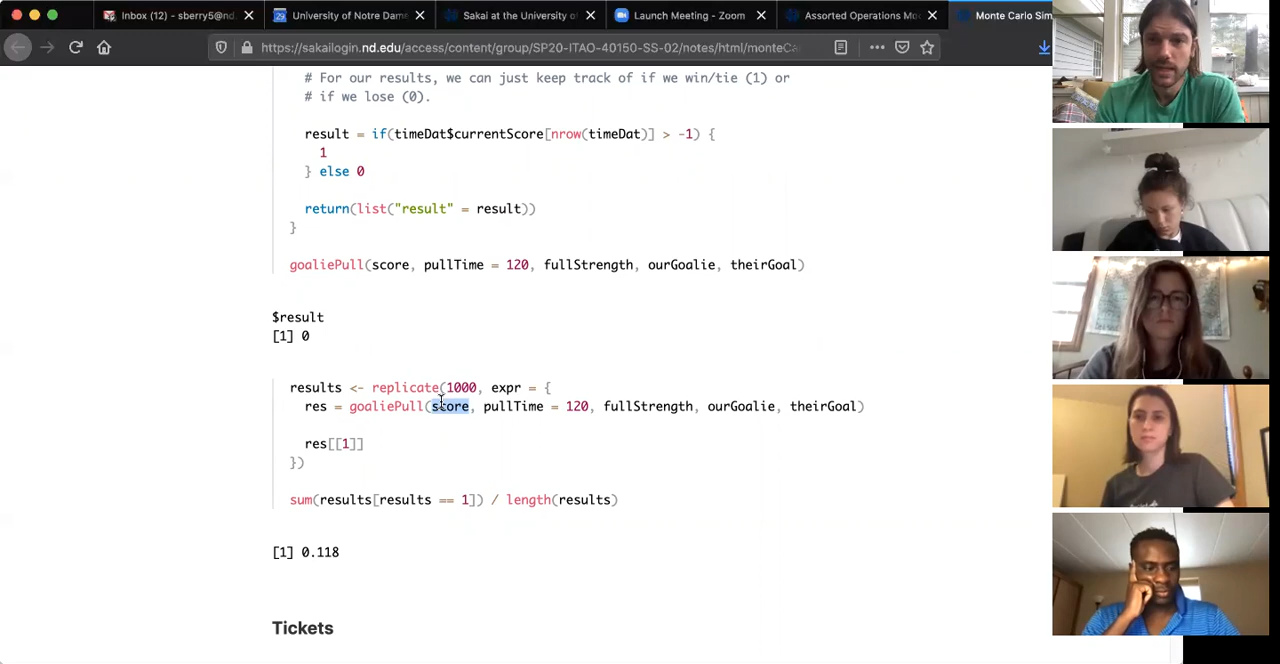 Inbox (12) - sberry5@nd.
University of Notre Dam
Sakai at the University o
Launch Meeting - Zoom
Assorted Operations Mo
Monte Carlo Sim
https://sakailogin.nd.edu/access/content/group/SP20-ITAO-40150-SS-02/notes/html/monteC
# For our results, we can just keep track of if we win/tie (1) or
# if we lose (0).
result = if(timeDat$currentScore[nrow(timeDat)] > -1) {
1
} else 0
return(list("result" = result))
}
goaliePull(score, pullTime = 120, fullStrength, ourGoalie, theirGoal)
$result
[1] 0
results <- replicate(1000, expr = {
res = goaliePull(score, pullTime = 120, fullStrength, ourGoalie, theirGoal)
res[[1]]
})
sum(results[results == 1]) / length(results)
[1] 0.118
Tickets